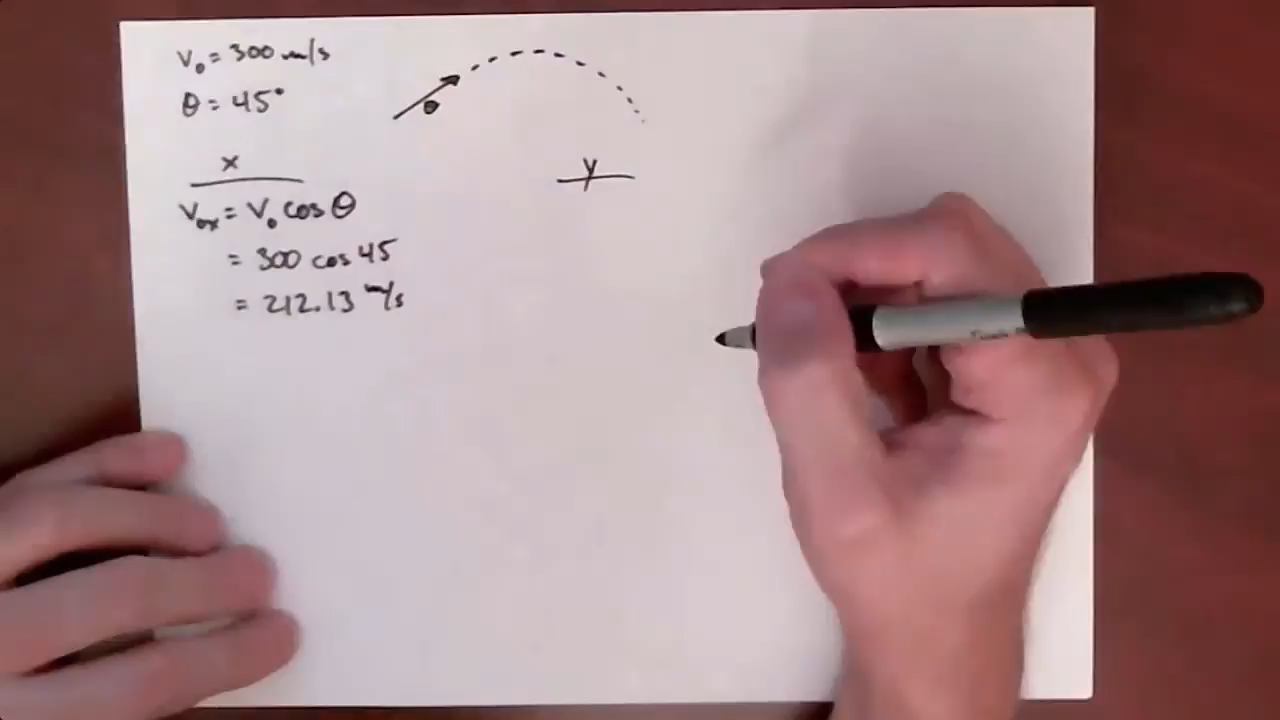 V₀ = 300 m/s
θ = 45°
θ
x
V₀ₓ = V₀ cos θ
= 300 cos 45
= 212.13 m/s
y